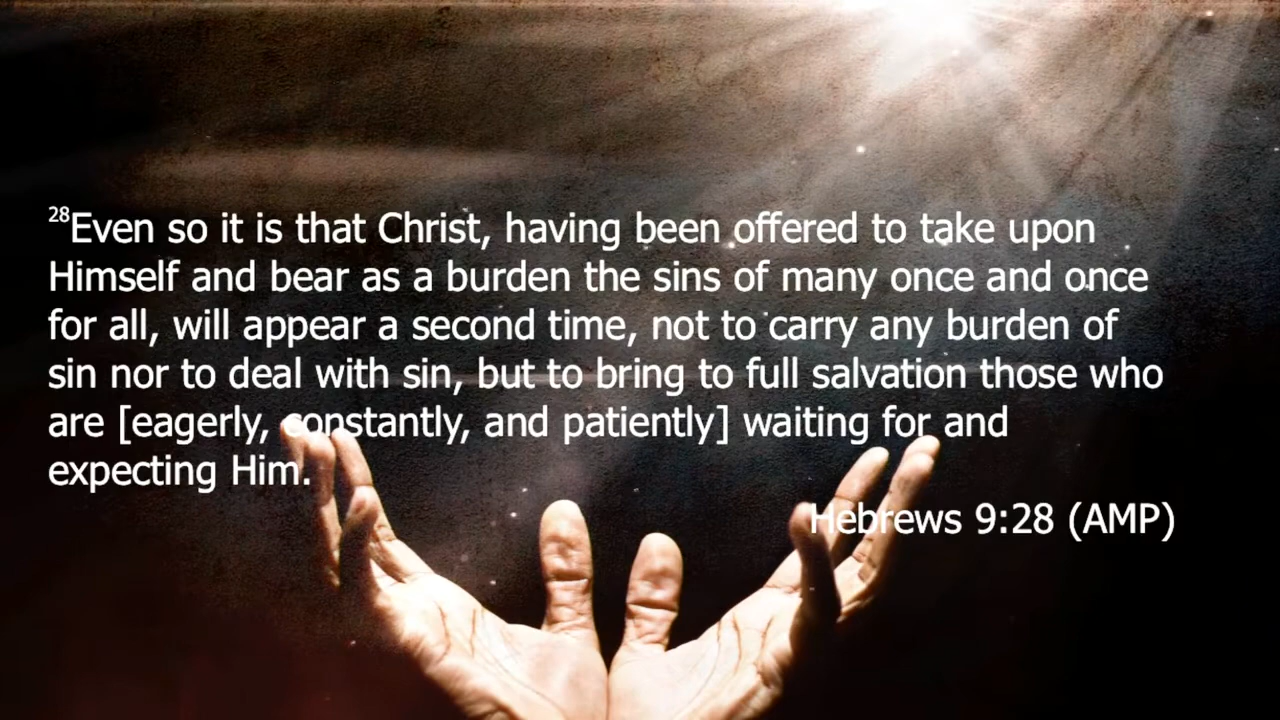 28Even so it is that Christ, having been offered to take upon
Himself and bear as a burden the sins of many once and once
for all, will appear a second time, not to carry any burden of
sin nor to deal with sin, but to bring to full salvation those who
are [eagerly, constantly, and patiently] waiting for and
expecting Him.
Hebrews 9:28 (AMP)